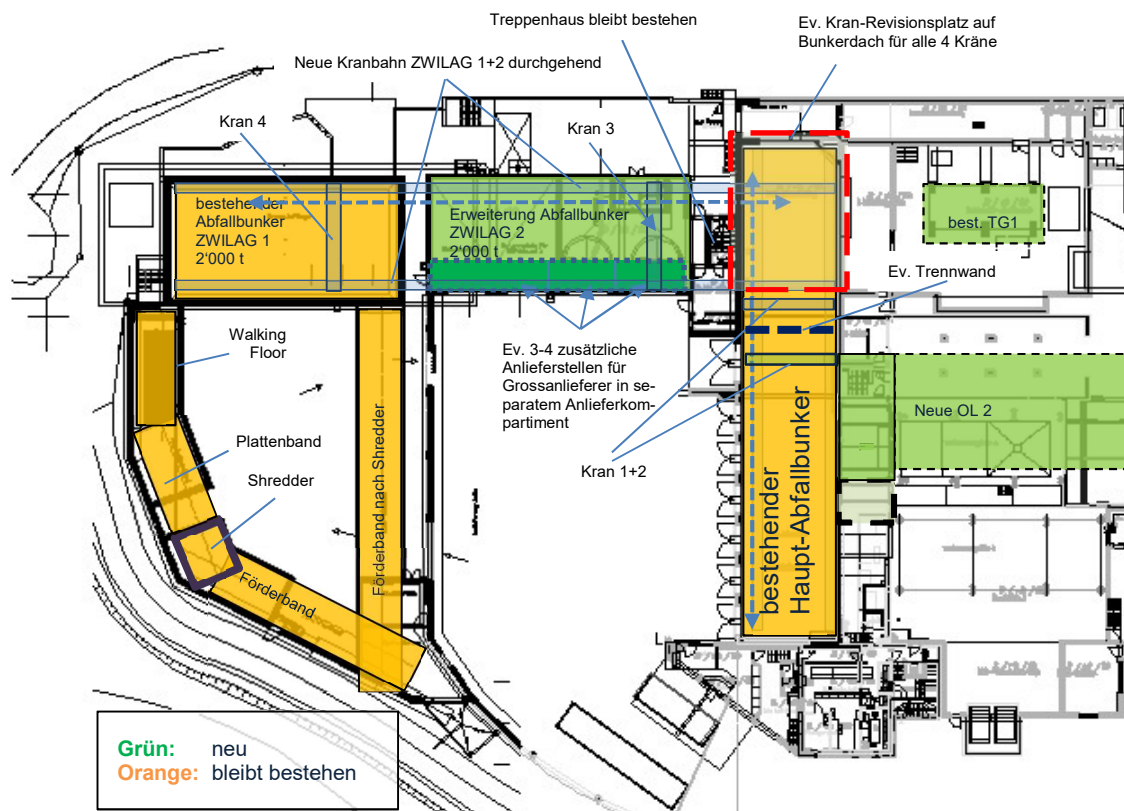 Treppenhaus bleibt bestehen
Ev. Kran-Revisionsplatz auf
Bunkerdach für alle 4 Kräne
Neue Kranbahn ZWILAG 1+2 durchgehend
Kran 4
Kran 3
bestehender
Abfallbunker
ZWILAG 1
2'000 t
Erweiterung Abfallbunker
ZWILAG 2
2'000 t
best. TG1
Ev. Trennwand
Walking
Floor
Ev. 3-4 zusätzliche
Anlieferstellen für
Grossanlieferer in se-
paratem Anlieferkom-
partiment
Neue OL 2
Plattenband
Shredder
Kran 1+2
Förderband nach Shredder
bestehender
Haupt-Abfallbunker
Förderband
Grün: neu
Orange: bleibt bestehen